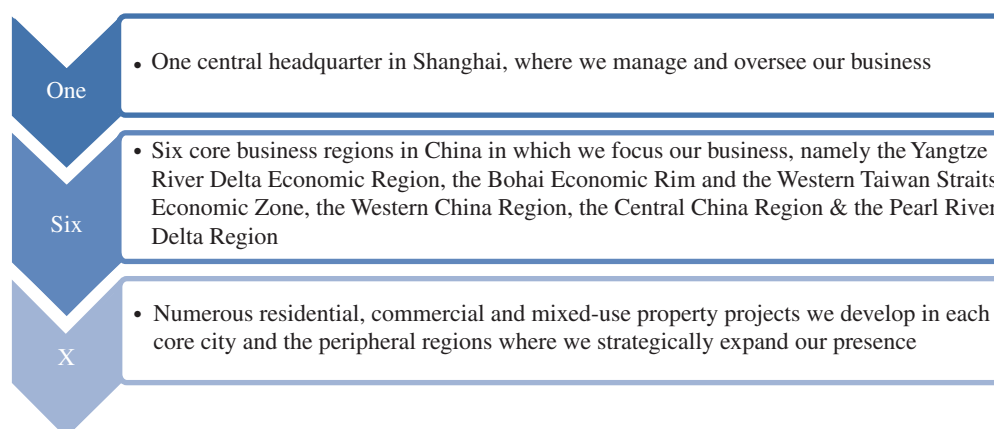 One
• One central headquarter in Shanghai, where we manage and oversee our business
Six
• Six core business regions in China in which we focus our business, namely the Yangtze
River Delta Economic Region, the Bohai Economic Rim and the Western Taiwan Straits
Economic Zone, the Western China Region, the Central China Region & the Pearl River
Delta Region
X
• Numerous residential, commercial and mixed-use property projects we develop in each
core city and the peripheral regions where we strategically expand our presence